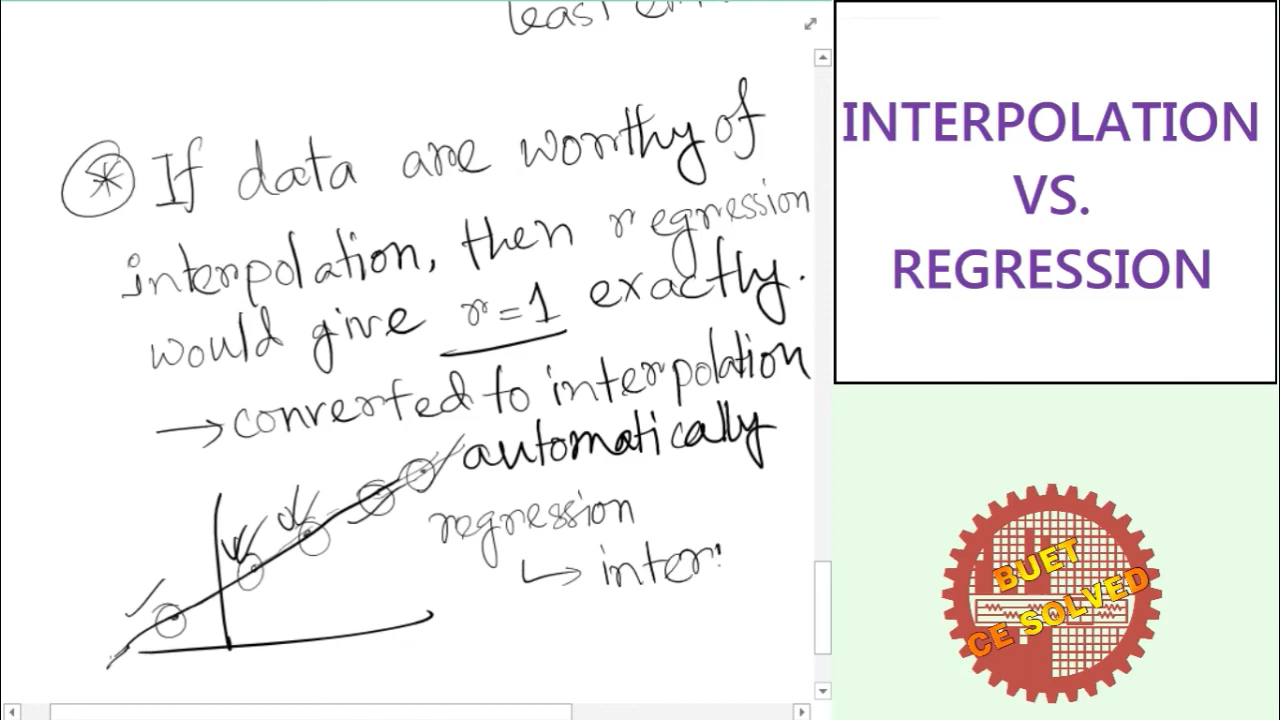 least
If data are worthy of
interpolation, then regression
would give r=1 exactly.
→ converted to interpolation
automatically
regression
↳ inter
INTERPOLATION
VS.
REGRESSION
BUET
CE SOLVED